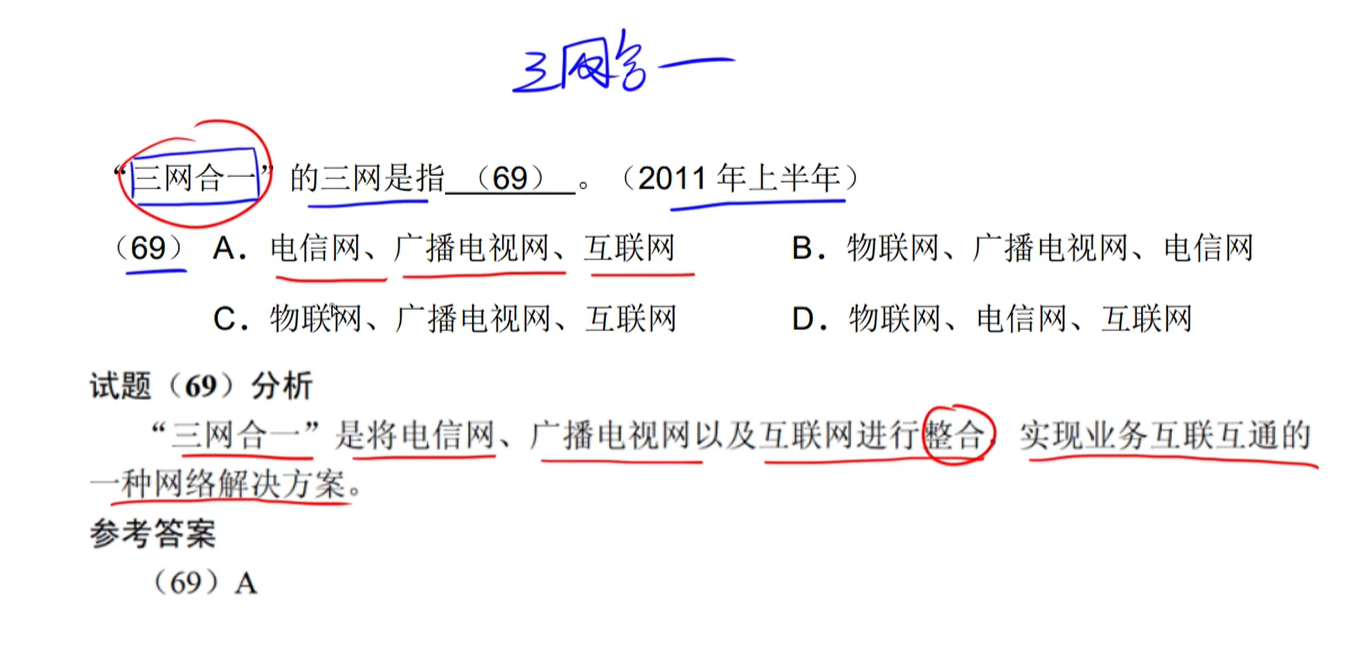 三网合一
“三网合一”的三网是指（69）。（2011年上半年）
（69）A．电信网、广播电视网、互联网 B．物联网、广播电视网、电信网
C．物联网、广播电视网、互联网 D．物联网、电信网、互联网
试题（69）分析
“三网合一”是将电信网、广播电视网以及互联网进行整合，实现业务互联互通的
一种网络解决方案。
参考答案
（69）A